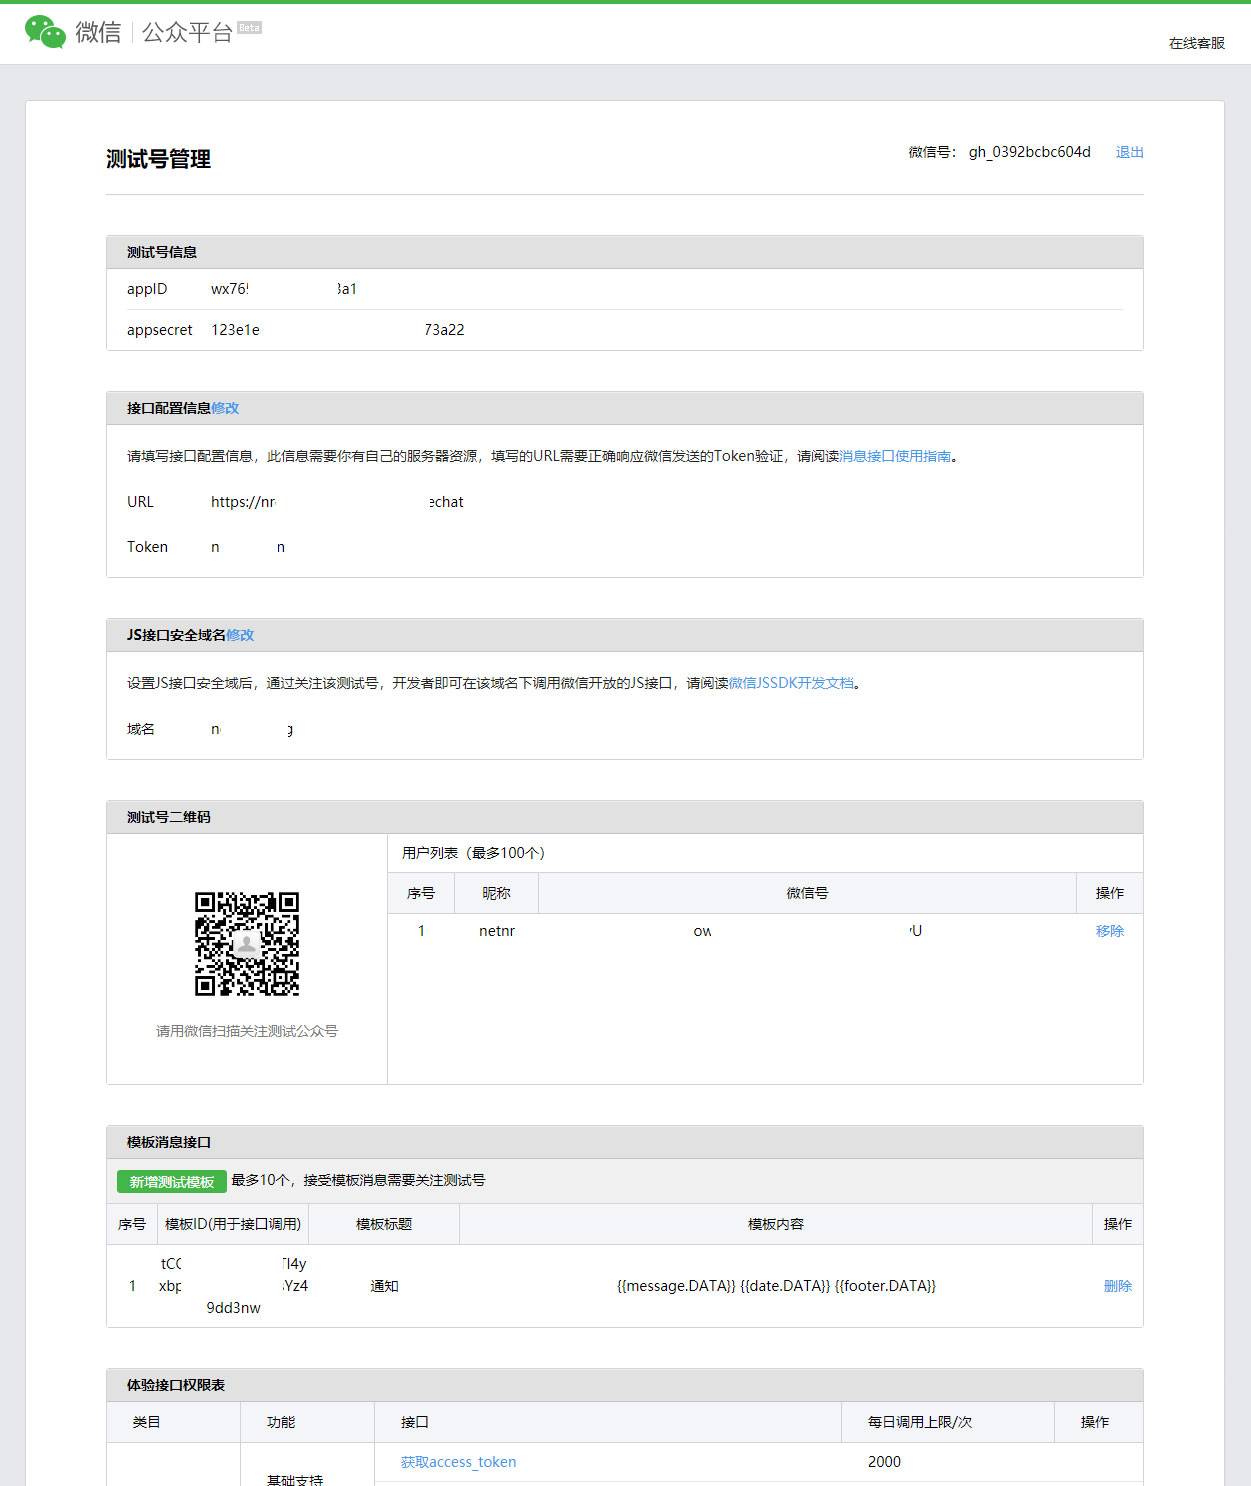 微信 公众平台 Beta
在线客服
测试号管理
微信号： gh_0392bcbc604d 退出
测试号信息
appID wx76 3a1
appsecret 123e1e 73a22
接口配置信息修改
请填写接口配置信息，此信息需要你有自己的服务器资源，填写的URL需要正确响应微信发送的Token验证，请阅读消息接口使用指南。
URL https://nr echat
Token n n
JS接口安全域名修改
设置JS接口安全域后，通过关注该测试号，开发者即可在该域名下调用微信开放的JS接口，请阅读微信JSSDK开发文档。
域名 n g
测试号二维码
用户列表（最多100个）
序号 昵称 微信号 操作
1 netnr ow U 移除
请用微信扫描关注测试公众号
模板消息接口
新增测试模板 最多10个，接受模板消息需要关注测试号
序号 模板ID(用于接口调用) 模板标题 模板内容 操作
tC l4y
1 xbp Yz4 通知 {{message.DATA}} {{date.DATA}} {{footer.DATA}} 删除
9dd3nw
体验接口权限表
类目 功能 接口 每日调用上限/次 操作
获取access_token 2000
基础支持